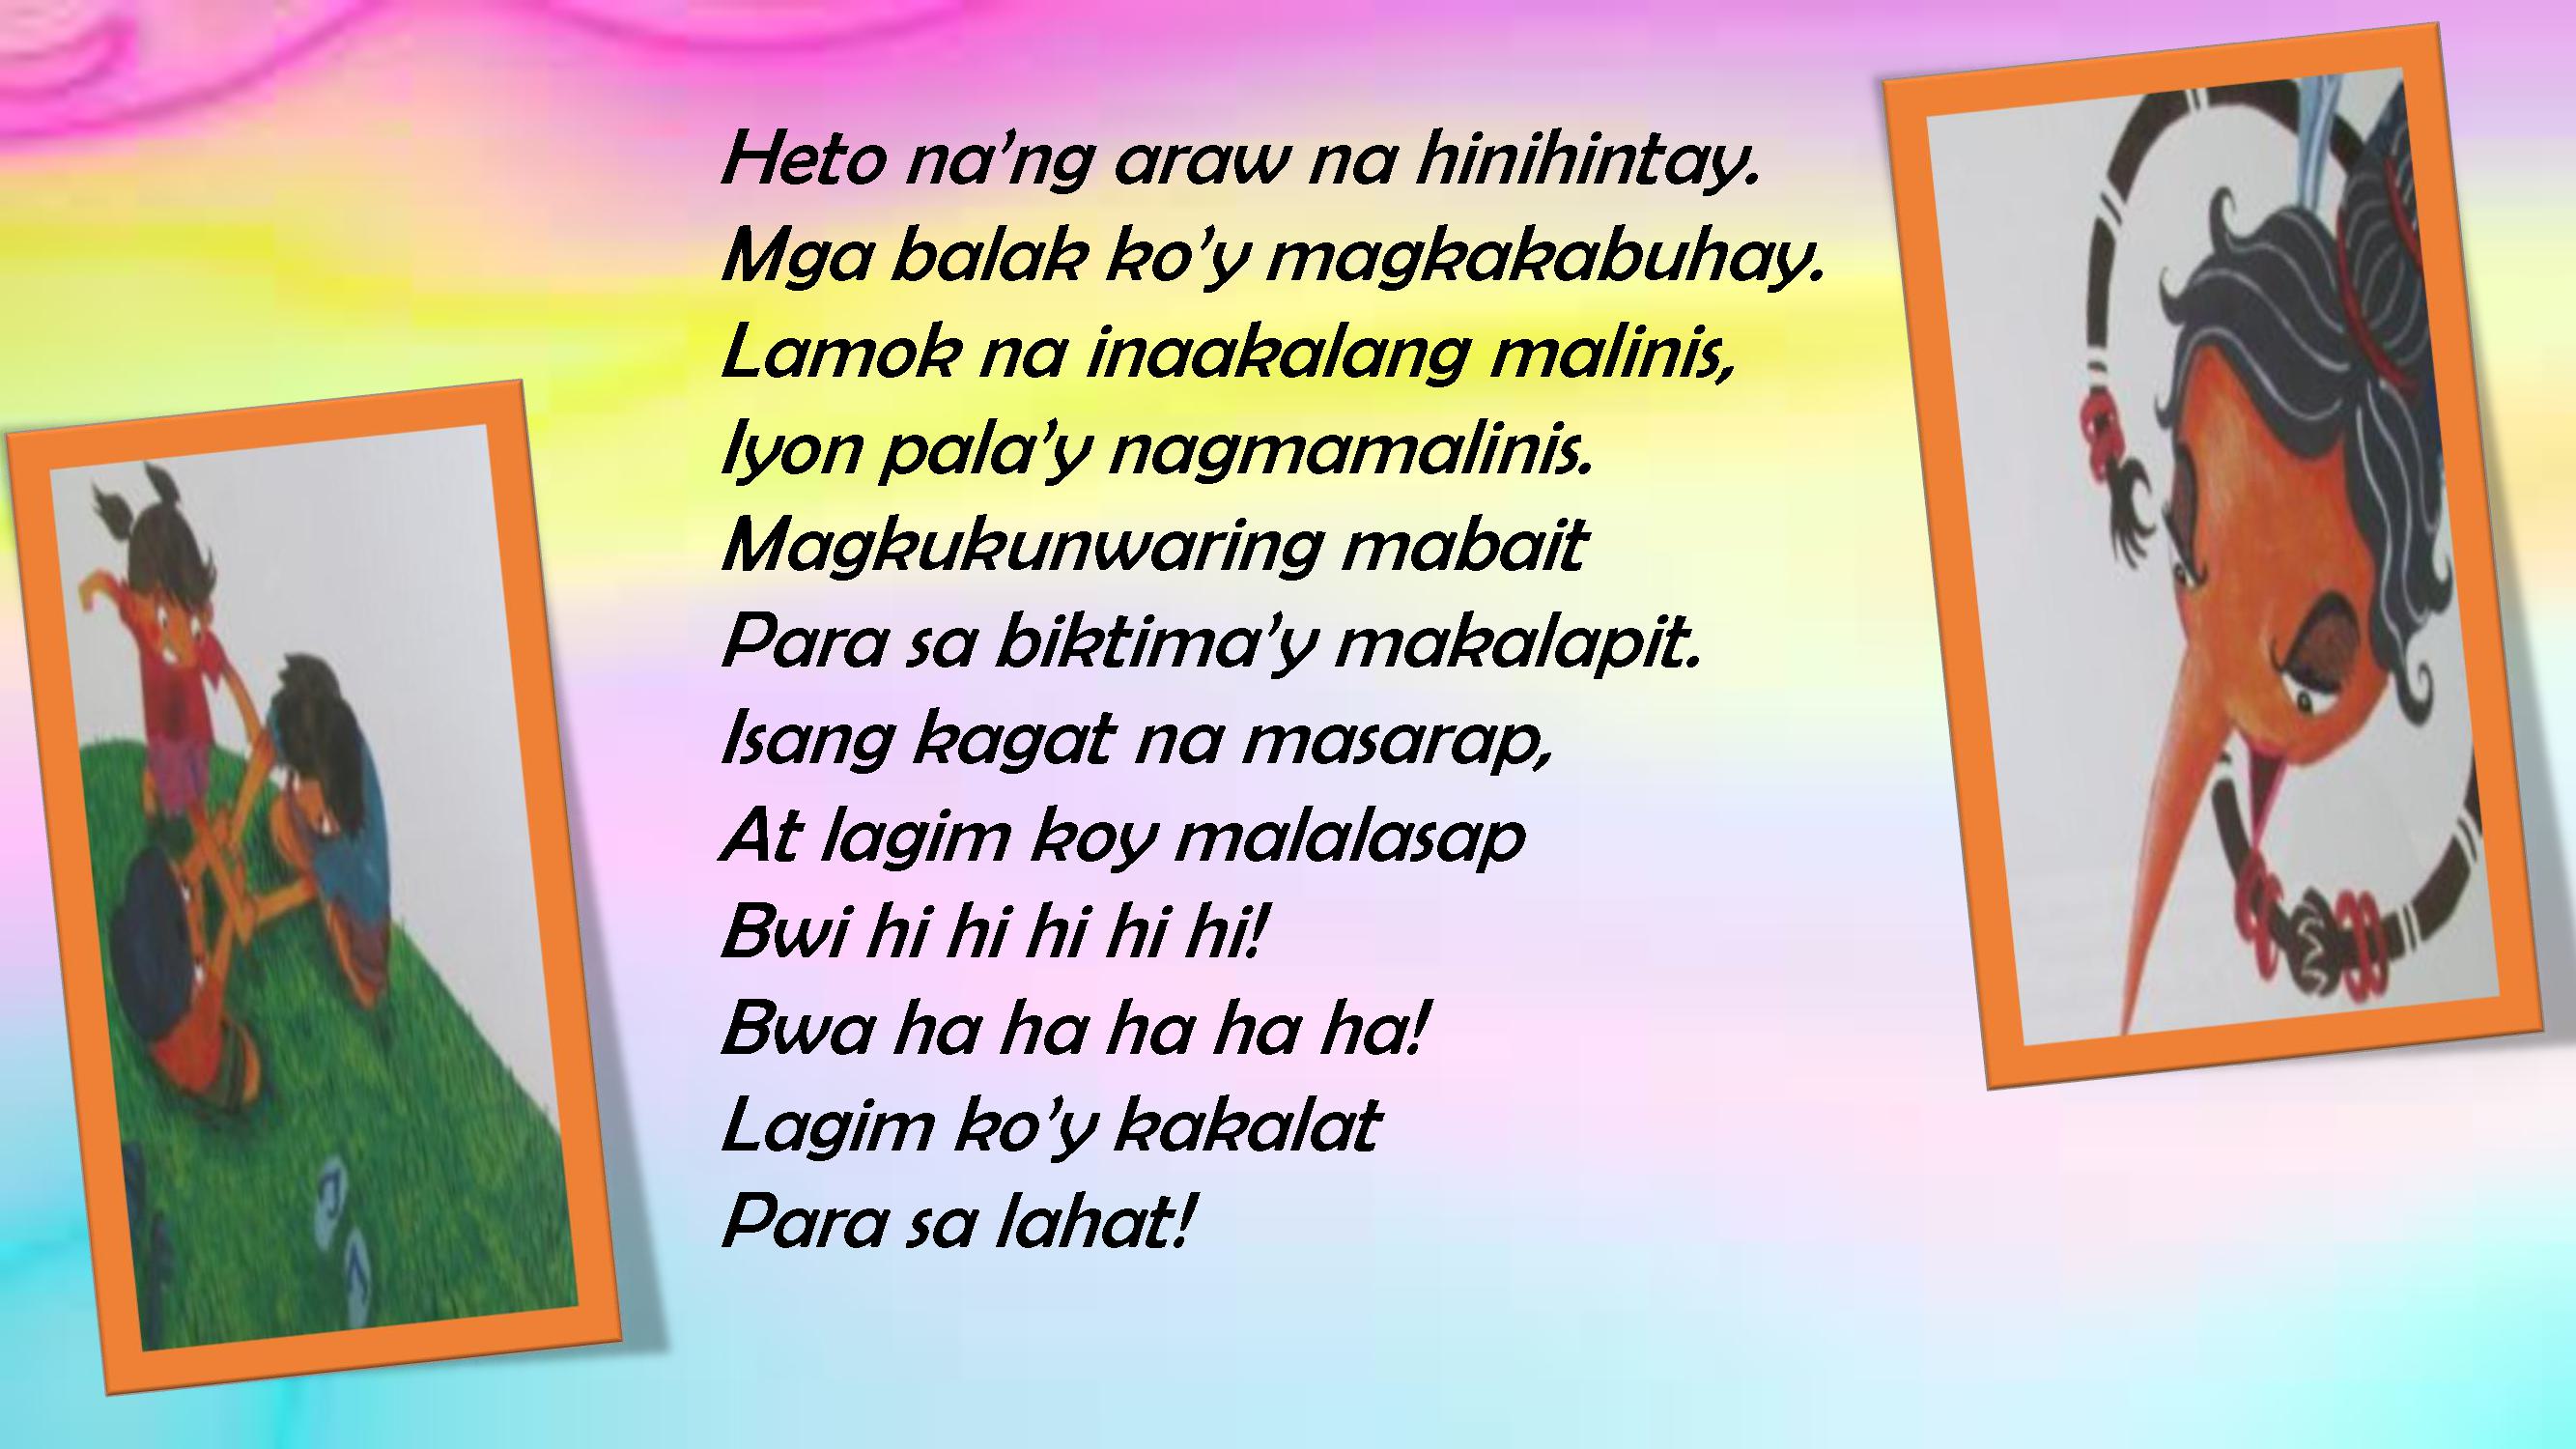 Heto na’ng araw na hinihintay.
Mga balak ko’y magkakabuhay.
Lamok na inaakalang malinis,
Iyon pala’y nagmamalinis.
Magkukunwaring mabait
Para sa biktima’y makalapit.
Isang kagat na masarap,
At lagim koy malalasap
Bwi hi hi hi hi hi!
Bwa ha ha ha ha ha!
Lagim ko’y kakalat
Para sa lahat!